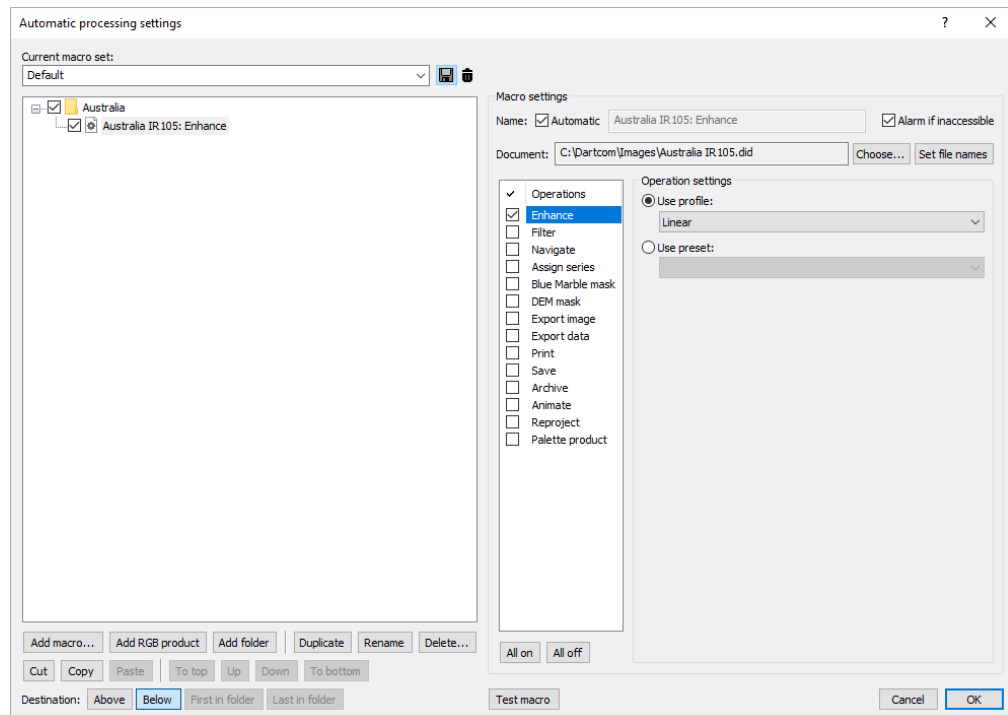 Automatic processing settings
Current macro set:
Default
Australia
Australia IR105: Enhance
Add macro... Add RGB product Add folder Duplicate Rename Delete...
Cut Copy Paste To top Up Down To bottom
Destination: Above Below First in folder Last in folder
Macro settings
Name: Automatic Australia IR105: Enhance Alarm if inaccessible
Document: C:\Dartcom\Images\Australia IR105.did Choose... Set file names
Operations
Enhance
Filter
Navigate
Assign series
Blue Marble mask
DEM mask
Export image
Export data
Print
Save
Archive
Animate
Reproject
Palette product
All on All off
Operation settings
Use profile:
Linear
Use preset:
Test macro Cancel OK